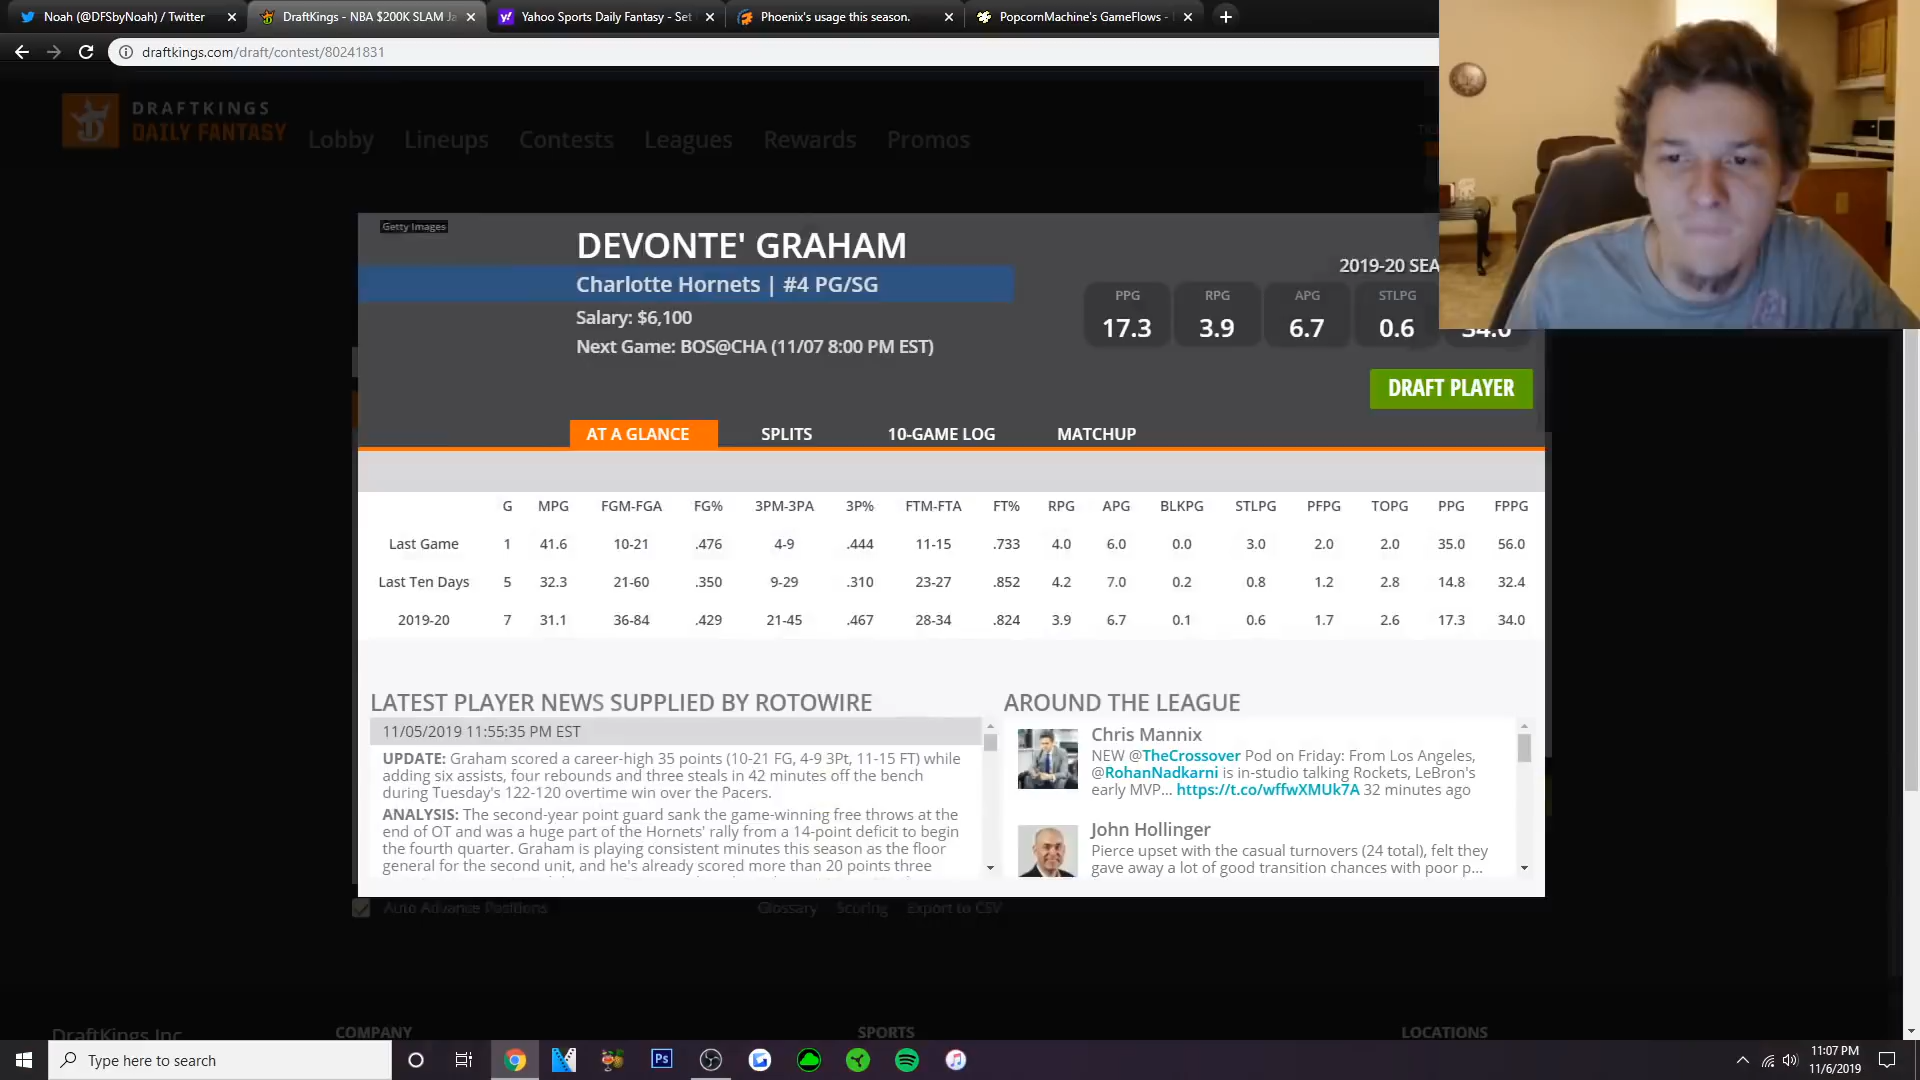 Noah (@DFSbyNoah) / Twitter
DraftKings - NBA $200K SLAM Ja
Yahoo Sports Daily Fantasy - Set
Phoenix's usage this season.
PopcornMachine's GameFlows -
draftkings.com/draft/contest/80241831
DRAFTKINGS
DAILY FANTASY
Lobby Lineups Contests Leagues Rewards Promos
Getty Images
DEVONTE' GRAHAM
Charlotte Hornets | #4 PG/SG
Salary: $6,100
Next Game: BOS@CHA (11/07 8:00 PM EST)
2019-20 SEA
PPG RPG APG STLPG
17.3 3.9 6.7 0.6 34.0
DRAFT PLAYER
AT A GLANCE SPLITS 10-GAME LOG MATCHUP
G MPG FGM-FGA FG% 3PM-3PA 3P% FTM-FTA FT% RPG APG BLKPG STLPG PFPG TOPG PPG FPPG
Last Game 1 41.6 10-21 .476 4-9 .444 11-15 .733 4.0 6.0 0.0 3.0 2.0 2.0 35.0 56.0
Last Ten Days 5 32.3 21-60 .350 9-29 .310 23-27 .852 4.2 7.0 0.2 0.8 1.2 2.8 14.8 32.4
2019-20 7 31.1 36-84 .429 21-45 .467 28-34 .824 3.9 6.7 0.1 0.6 1.7 2.6 17.3 34.0
LATEST PLAYER NEWS SUPPLIED BY ROTOWIRE
11/05/2019 11:55:35 PM EST
UPDATE: Graham scored a career-high 35 points (10-21 FG, 4-9 3Pt, 11-15 FT) while
adding six assists, four rebounds and three steals in 42 minutes off the bench
during Tuesday's 122-120 overtime win over the Pacers.
ANALYSIS: The second-year point guard sank the game-winning free throws at the
end of OT and was a huge part of the Hornets' rally from a 14-point deficit to begin
the fourth quarter. Graham is playing consistent minutes this season as the floor
general for the second unit, and he's already scored more than 20 points three
AROUND THE LEAGUE
Chris Mannix
NEW @TheCrossover Pod on Friday: From Los Angeles,
@RohanNadkarni is in-studio talking Rockets, LeBron's
early MVP... https://t.co/wffwXMUk7A 32 minutes ago
John Hollinger
Pierce upset with the casual turnovers (24 total), felt they
gave away a lot of good transition chances with poor p...
Auto Advance Positions
Glossary Scoring Export to CSV
DraftKings Inc
COMPANY
SPORTS
LOCATIONS
Type here to search
Ps
11:07 PM
11/6/2019